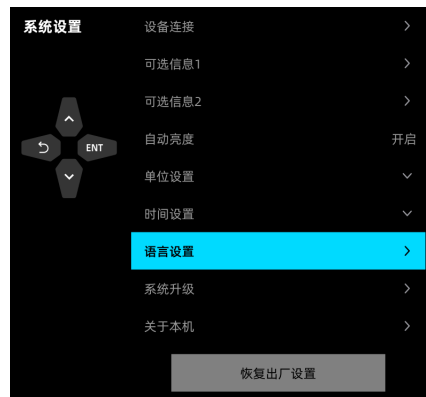 系统设置
设备连接
可选信息1
可选信息2
自动亮度 开启
ENT
单位设置
时间设置
语言设置
系统升级
关于本机
恢复出厂设置